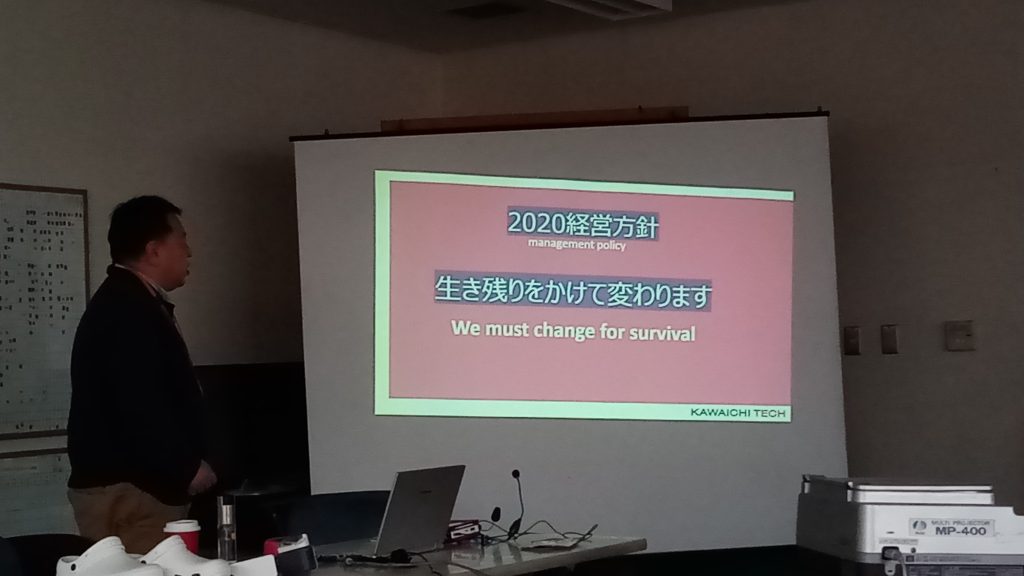 2020経営方針
management policy
生き残りをかけて変わります
We must change for survival
KAWAICHI TECH
MULTI PROJECTOR
MP-400